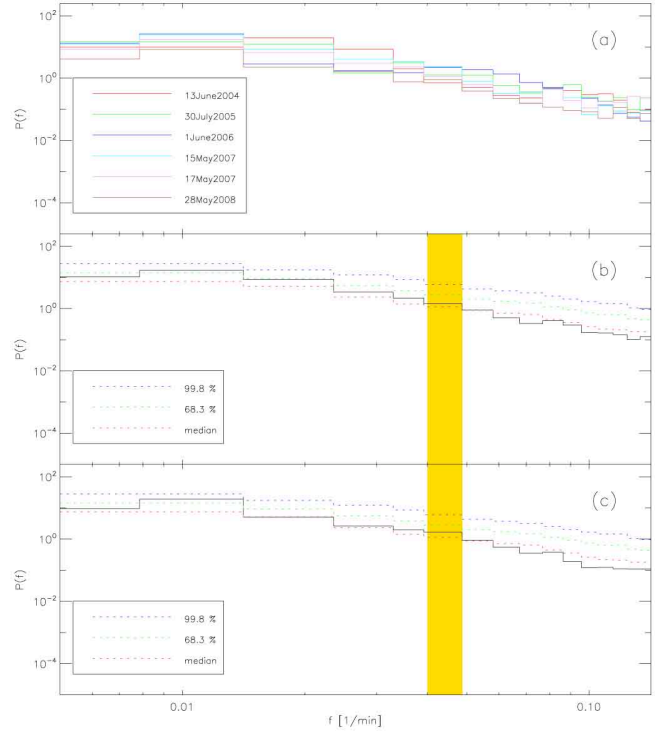 10²
(a)
10⁰
P(f)
10⁻²
10⁻⁴
13June2004
30July2005
1June2006
15May2007
17May2007
28May2008
10²
(b)
10⁰
P(f)
10⁻²
10⁻⁴
99.8 %
68.3 %
median
10²
(c)
10⁰
P(f)
10⁻²
10⁻⁴
99.8 %
68.3 %
median
0.01
0.10
f [1/min]